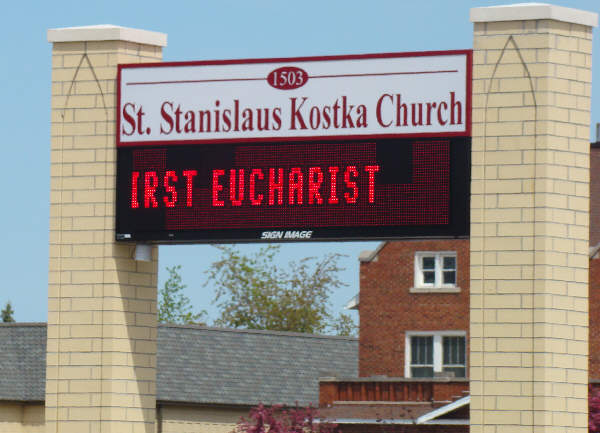 1503
St. Stanislaus Kostka Church
IRST EUCHARIST
SIGN IMAGE